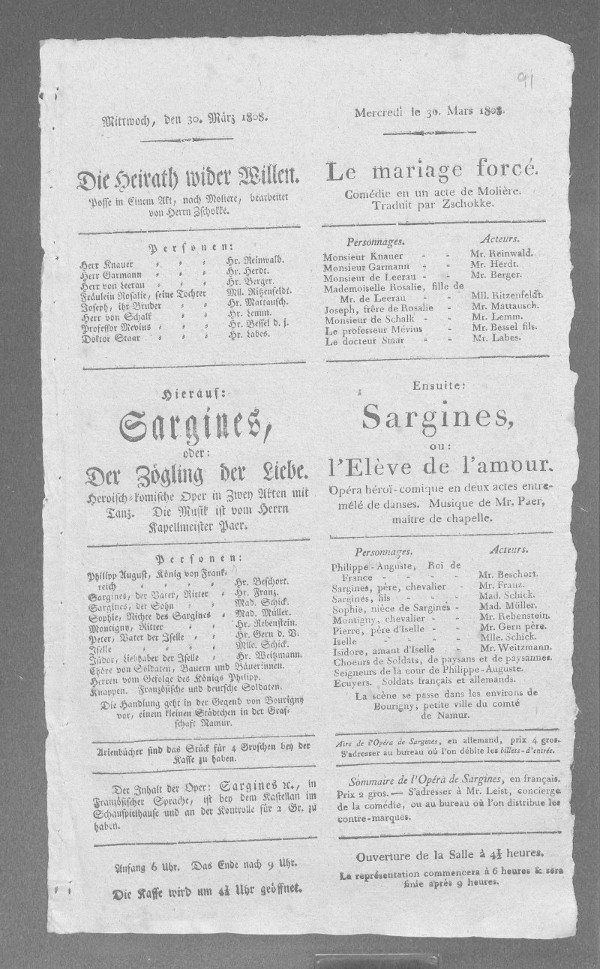 91
Mittwoch, den 30. März 1808.
Die Heirath wider Willen.
Posse in Einem Akt, nach Moliere, bearbeitet
von Herrn Zschokke.
Personen:
Herr Knauer - - - Hr. Reinwald.
Herr Garmann - - - Hr. Herdt.
Herr von Leerau - - - Hr. Berger.
Fräulein Rosalie, seine Tochter Mll. Ritzenfeldt.
Joseph, ihr Bruder - - Hr. Mattausch.
Herr von Schalk - - Hr. Lemm.
Professor Mevius - - - Hr. Bessel d. j.
Doktor Staar - - - Hr. Labes.
Hierauf:
Sargines,
oder:
Der Zögling der Liebe.
Heroisch-komische Oper in Zwey Akten mit
Tanz. Die Musik ist vom Herrn
Kapellmeister Paer.
Personen:
Philipp August, König von Frank-
reich - - - Hr. Beschort.
Sargines, der Vater, Ritter - Hr. Franz.
Sargines, der Sohn - - Mad. Schick.
Sophie, Nichte des Sargines - Mad. Müller.
Montigny, Ritter - - Hr. Rebenstein.
Peter, Vater der Iselle - - Hr. Gern d. V.
Iselle - - - Mlle. Schick.
Isidor, Liebhaber der Iselle - Hr. Weitzmann.
Chöre von Soldaten, Bauern und Bäuerinnen.
Herren vom Gefolge des Königs Philipp.
Knappen. Französische und deutsche Soldaten.
Die Handlung geht in der Gegend von Bourigny
vor, einem kleinen Städtchen in der Graf-
schaft Namur.
Arienbücher sind das Stück für 4 Groschen bey der
Kasse zu haben.
Der Inhalt der Oper: Sargines ꝛc., in
Französischer Sprache, ist bey dem Kastellan im
Schauspielhause und an der Kontrolle für 2 Gr. zu
haben.
Anfang 6 Uhr. Das Ende nach 9 Uhr.
Die Kasse wird um 4½ Uhr geöffnet.
Mercredi le 30. Mars 1808.
Le mariage forcé.
Comédie en un acte de Molière.
Traduit par Zschokke.
Personnages. Acteurs.
Monsieur Knauer - - Mr. Reinwald.
Monsieur Garmann - - Mr. Herdt.
Monsieur de Leerau - - Mr. Berger.
Mademoiselle Rosalie, fille de
Mr. de Leerau - - Mll. Ritzenfeldt.
Joseph, frère de Rosalie - Mr. Mattausch.
Monsieur de Schalk - - Mr. Lemm.
Le professeur Mévius - - Mr. Bessel fils.
Le docteur Staar - - Mr. Labes.
Ensuite:
Sargines,
ou:
l'Elève de l'amour.
Opéra héroï-comique en deux actes entre-
mêlé de danses. Musique de Mr. Paer,
maître de chapelle.
Personnages. Acteurs.
Philippe-Auguste, Roi de
France - - - - Mr. Beschort.
Sargines, père, chevalier - Mr. Franz.
Sargines, fils - - - Mad. Schick.
Sophie, nièce de Sargines - Mad. Müller.
Montigny, chevalier - - Mr. Rebenstein.
Pierre, père d'Iselle - - Mr. Gern père.
Iselle - - - - Mlle. Schick.
Isidore, amant d'Iselle - Mr. Weitzmann.
Choeurs de Soldats, de paysans et de paysannes.
Seigneurs de la cour de Philippe-Auguste.
Ecuyers. Soldats français et allemands.
La scène se passe dans les environs de
Bourigny, petite ville du comté
de Namur.
Airs de l'Opéra de Sargines, en allemand, prix 4 gros.
S'adresser au bureau où l'on débite les billets-d'entrée.
Sommaire de l'Opéra de Sargines, en français.
Prix 2 gros. — S'adresser à Mr. Leist, concierge
de la comédie, ou au bureau où l'on distribue les
contre-marques.
Ouverture de la Salle à 4½ heures.
La représentation commencera à 6 heures & sera
finie après 9 heures.